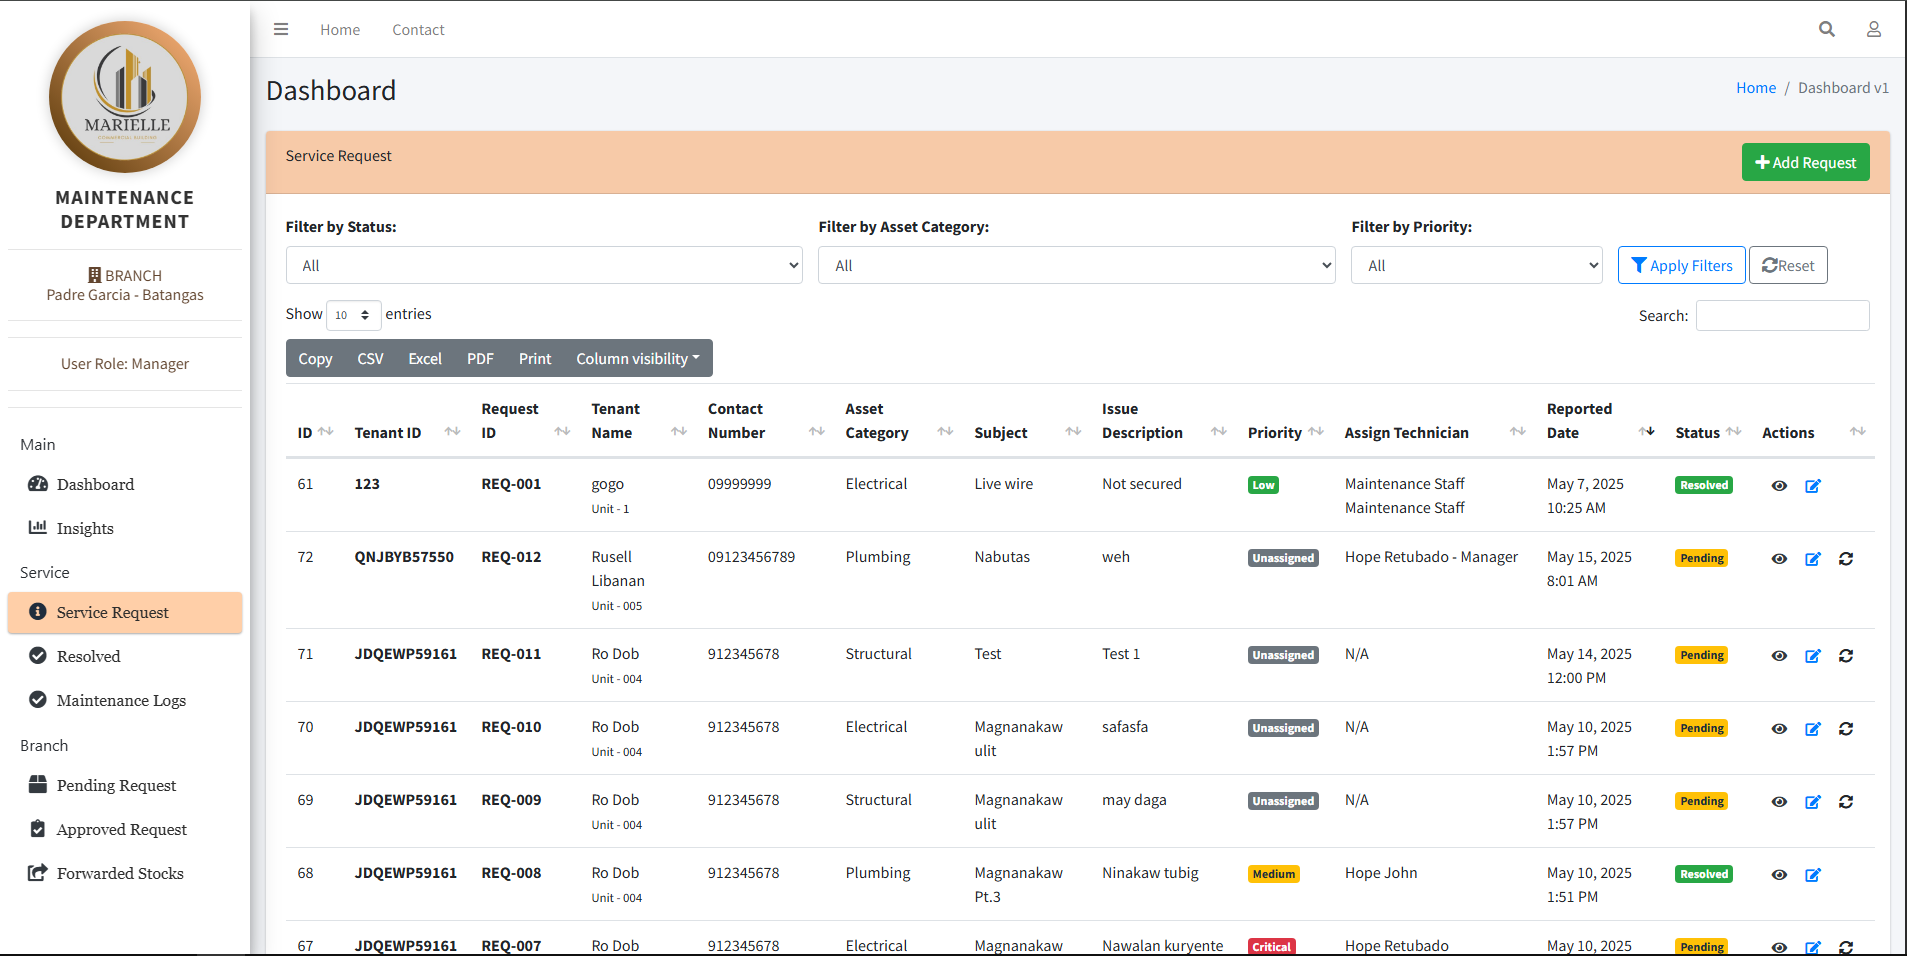 Home
Contact
MARIELLE
COMMERCIAL BUILDING
MAINTENANCE
DEPARTMENT
BRANCH
Padre Garcia - Batangas
User Role: Manager
Main
Dashboard
Insights
Service
Service Request
Resolved
Maintenance Logs
Branch
Pending Request
Approved Request
Forwarded Stocks
Dashboard
Home / Dashboard v1
Service Request
Add Request
Filter by Status:
All
Filter by Asset Category:
All
Filter by Priority:
All
Apply Filters
Reset
Show 10 entries
Search:
Copy CSV Excel PDF Print Column visibility
ID Tenant ID Request ID Tenant Name Contact Number Asset Category Subject Issue Description Priority Assign Technician Reported Date Status Actions
61 123 REQ-001 gogo 09999999 Electrical Live wire Not secured Low Maintenance Staff May 7, 2025 Resolved
Unit - 1 Maintenance Staff 10:25 AM
72 QNJBYB57550 REQ-012 Rusell 09123456789 Plumbing Nabutas weh Unassigned Hope Retubado - Manager May 15, 2025 Pending
Libanan 8:01 AM
Unit - 005
71 JDQEWP59161 REQ-011 Ro Dob 912345678 Structural Test Test 1 Unassigned N/A May 14, 2025 Pending
Unit - 004 12:00 PM
70 JDQEWP59161 REQ-010 Ro Dob 912345678 Electrical Magnanakaw safasfa Unassigned N/A May 10, 2025 Pending
Unit - 004 ulit 1:57 PM
69 JDQEWP59161 REQ-009 Ro Dob 912345678 Structural Magnanakaw may daga Unassigned N/A May 10, 2025 Pending
Unit - 004 ulit 1:57 PM
68 JDQEWP59161 REQ-008 Ro Dob 912345678 Plumbing Magnanakaw Ninakaw tubig Medium Hope John May 10, 2025 Resolved
Unit - 004 Pt.3 1:51 PM
67 JDQEWP59161 REQ-007 Ro Dob 912345678 Electrical Magnanakaw Nawalan kuryente Critical Hope Retubado May 10, 2025 Pending